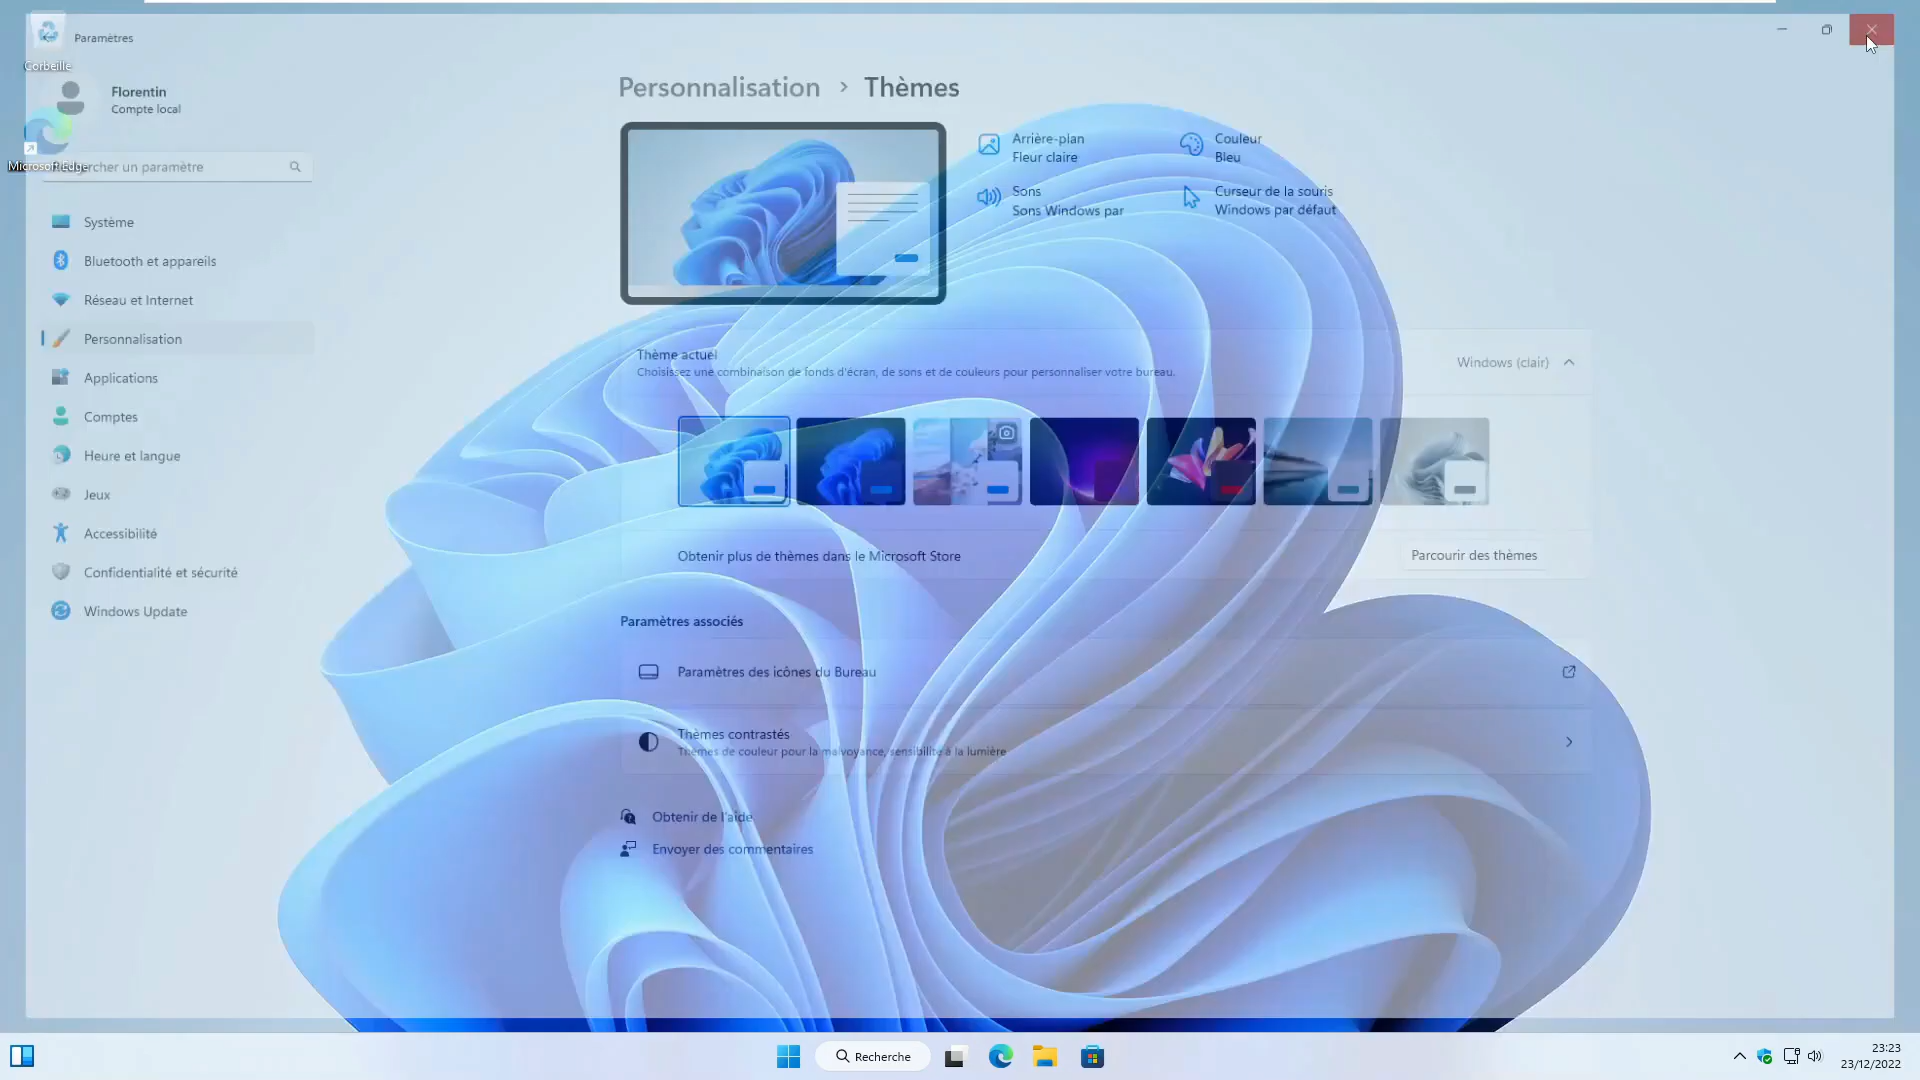 Paramètres
Corbeille
Florentin
Compte local
Microsoft Edge
cher un paramètre
Système
Bluetooth et appareils
Réseau et Internet
Personnalisation
Applications
Comptes
Heure et langue
Jeux
Accessibilité
Confidentialité et sécurité
Windows Update
Personnalisation > Thèmes
Arrière-plan
Fleur claire
Couleur
Bleu
Sons
Sons Windows par
Curseur de la souris
Windows par défaut
Thème actuel
Choisissez une combinaison de fonds d'écran, de sons et de couleurs pour personnaliser votre bureau.
Windows (clair)
Obtenir plus de thèmes dans le Microsoft Store
Parcourir des thèmes
Paramètres associés
Paramètres des icônes du Bureau
Thèmes contrastés
Thèmes de couleur pour la malvoyance, sensibilité à la lumière
Obtenir de l'aide
Envoyer des commentaires
Recherche
23:23
23/12/2022